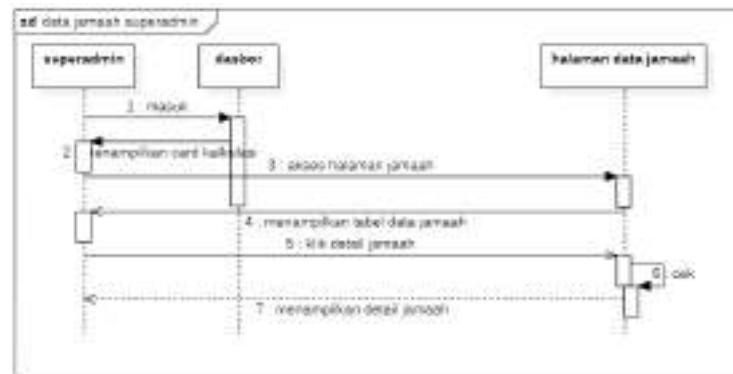 sd data jamaah superadmin
superadmin
dasbor
halaman data jamaah
1 : masuk
2 : menampilkan card kalkulasi
3 : akses halaman jamaah
4 : menampilkan tabel data jamaah
5 : klik detail jamaah
6 : cek
7 : menampilkan detail jamaah